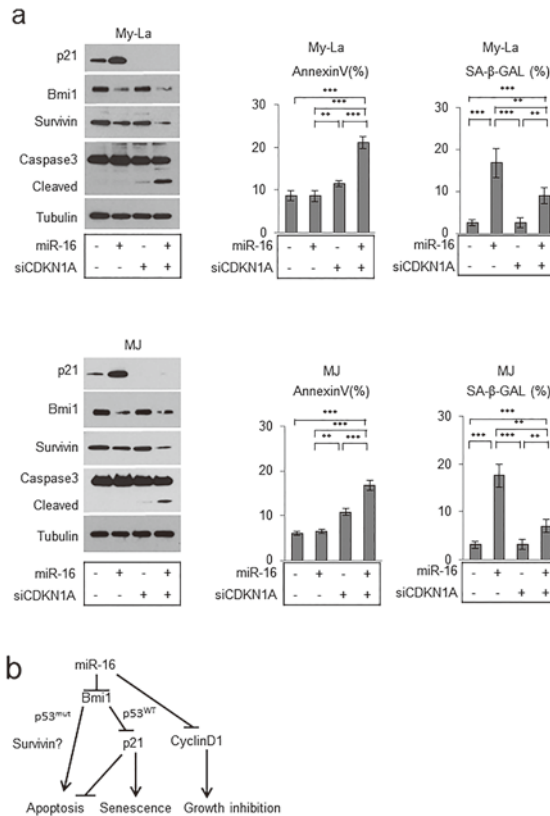 a
My-La
p21
Bmi1
Survivin
Caspase3
Cleaved
Tubulin
miR-16 - + - +
siCDKN1A - - + +
My-La
AnnexinV(%)
***
***
** ***
30
20
10
0
miR-16 - + - +
siCDKN1A - - + +
My-La
SA-β-GAL (%)
***
**
*** *** **
30
20
10
0
miR-16 - + - +
siCDKN1A - - + +
MJ
p21
Bmi1
Survivin
Caspase3
Cleaved
Tubulin
miR-16 - + - +
siCDKN1A - - + +
MJ
AnnexinV(%)
***
***
** ***
30
20
10
0
miR-16 - + - +
siCDKN1A - - + +
MJ
SA-β-GAL (%)
***
**
*** *** **
30
20
10
0
miR-16 - + - +
siCDKN1A - - + +
b
miR-16
Bmi1
p53mut p53WT
Survivin? p21 CyclinD1
Apoptosis Senescence Growth inhibition